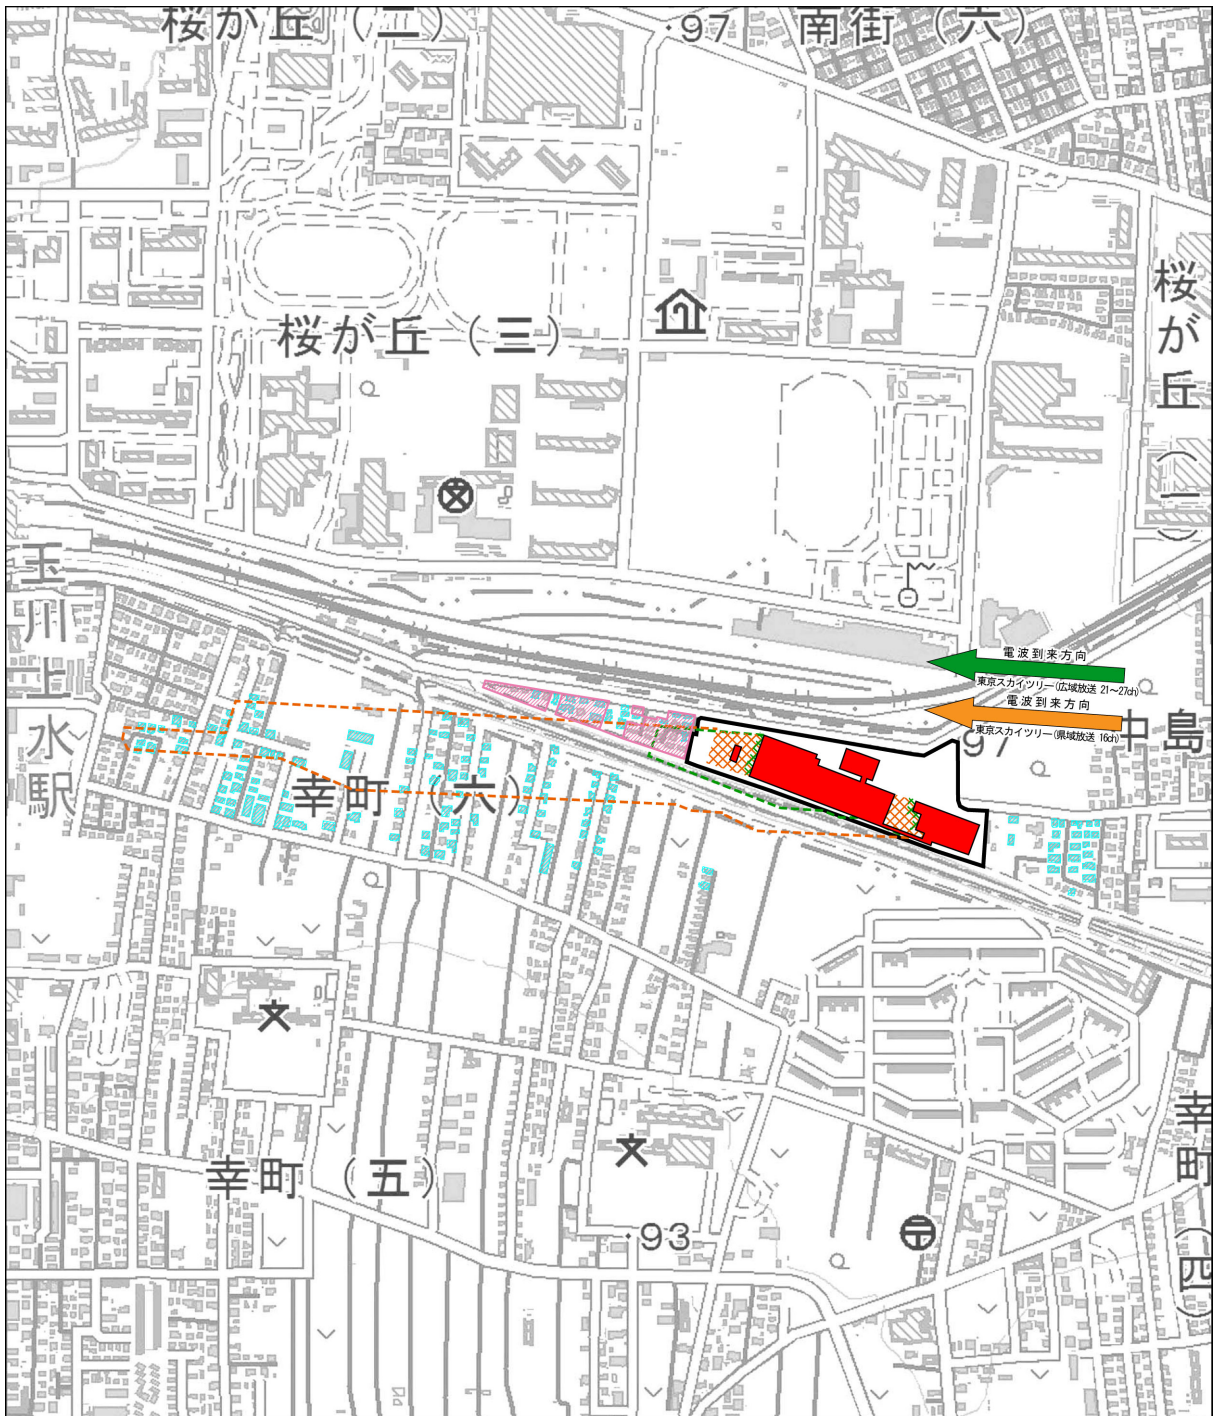 桜が丘（二）
・97
南街（六）
桜が丘（三）
桜が丘（一）
玉川上水駅
電波到来方向
東京スカイツリー(広域放送 21～27ch)
電波到来方向
東京スカイツリー(県域放送 16ch)
97
中島
幸町（六）
幸町（五）
・93
幸町（四）